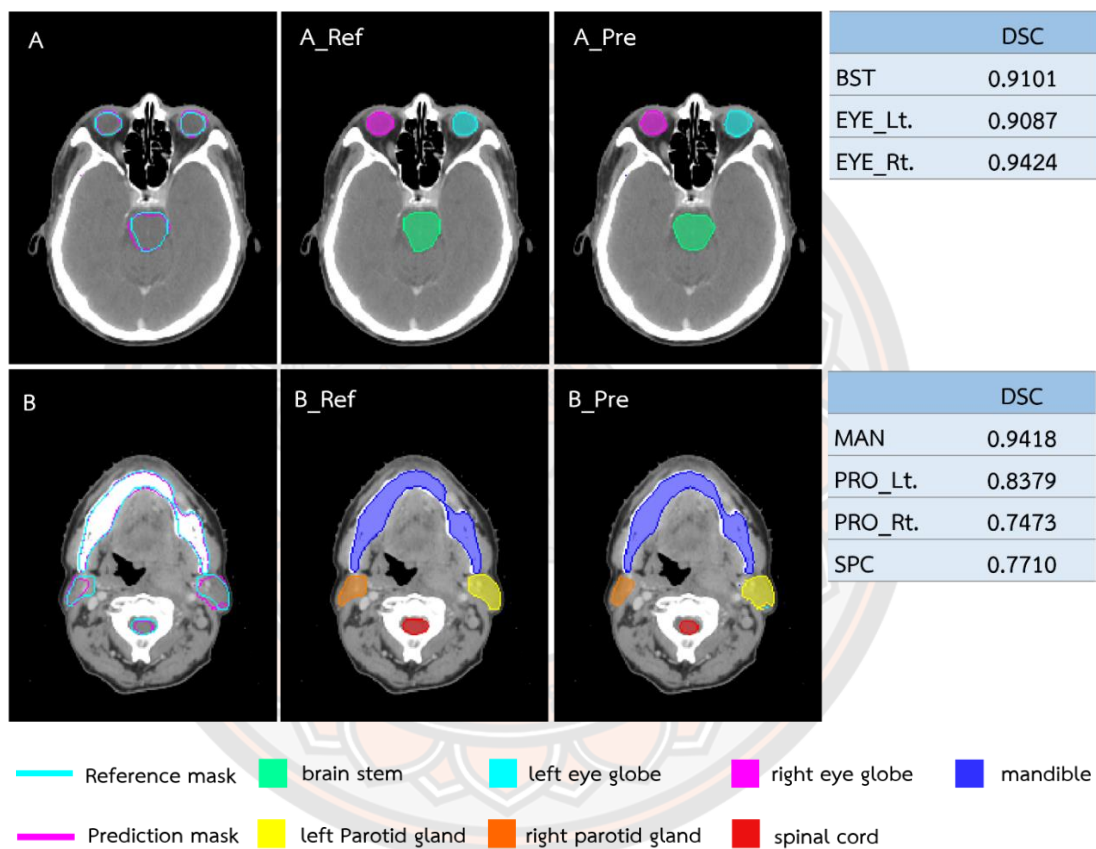 A
A_Ref
A_Pre
DSC
BST 0.9101
EYE_Lt. 0.9087
EYE_Rt. 0.9424
B
B_Ref
B_Pre
DSC
MAN 0.9418
PRO_Lt. 0.8379
PRO_Rt. 0.7473
SPC 0.7710
Reference mask brain stem left eye globe right eye globe mandible
Prediction mask left Parotid gland right parotid gland spinal cord